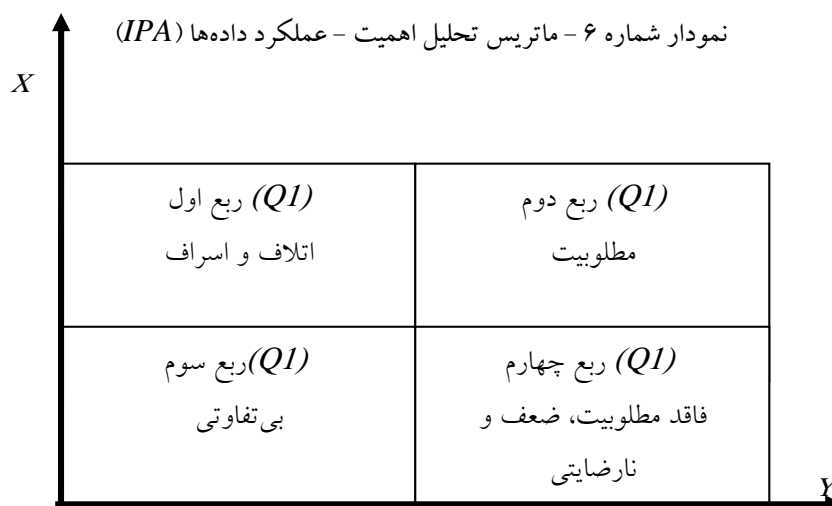 نمودار شماره ۶ - ماتریس تحلیل اهمیت - عملکرد داده‌ها (IPA)
X
(Q1) ربع اول
اتلاف و اسراف
(Q1) ربع دوم
مطلوبیت
(Q1)ربع سوم
بی‌تفاوتی
(Q1) ربع چهارم
فاقد مطلوبیت، ضعف و
نارضایتی
Y